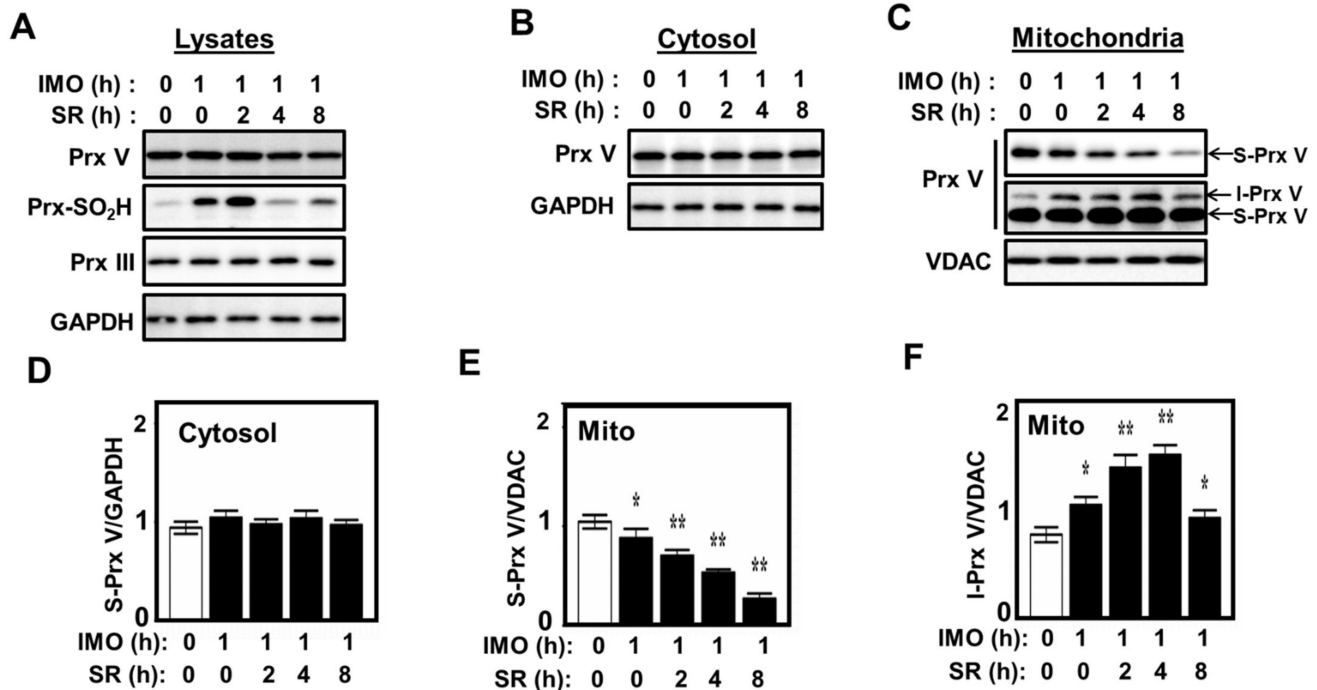 A
Lysates
IMO (h) : 0 1 1 1 1
SR (h) : 0 0 2 4 8
Prx V
Prx-SO₂H
Prx III
GAPDH
B
Cytosol
IMO (h) : 0 1 1 1 1
SR (h) : 0 0 2 4 8
Prx V
GAPDH
C
Mitochondria
IMO (h) : 0 1 1 1 1
SR (h) : 0 0 2 4 8
Prx V
S-Prx V
I-Prx V
S-Prx V
VDAC
D
S-Prx V/GAPDH
2
1
0
Cytosol
IMO (h): 0 1 1 1 1
SR (h): 0 0 2 4 8
E
S-Prx V/VDAC
2
1
0
Mito
* ** ** **
IMO (h): 0 1 1 1 1
SR (h): 0 0 2 4 8
F
I-Prx V/VDAC
2
1
0
Mito
* ** ** *
IMO (h): 0 1 1 1 1
SR (h): 0 0 2 4 8